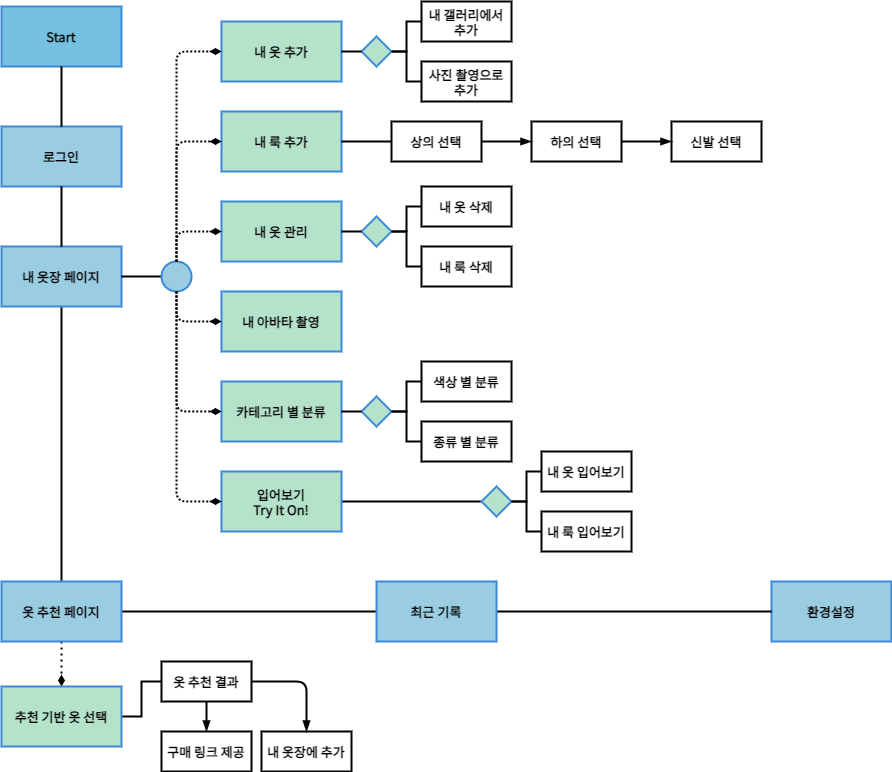 Start
로그인
내 옷장 페이지
내 옷 추가
내 갤러리에서
추가
사진 촬영으로
추가
내 룩 추가
상의 선택
하의 선택
신발 선택
내 옷 관리
내 옷 삭제
내 룩 삭제
내 아바타 촬영
카테고리 별 분류
색상 별 분류
종류 별 분류
입어보기
Try It On!
내 옷 입어보기
내 룩 입어보기
옷 추천 페이지
최근 기록
환경설정
추천 기반 옷 선택
옷 추천 결과
구매 링크 제공
내 옷장에 추가